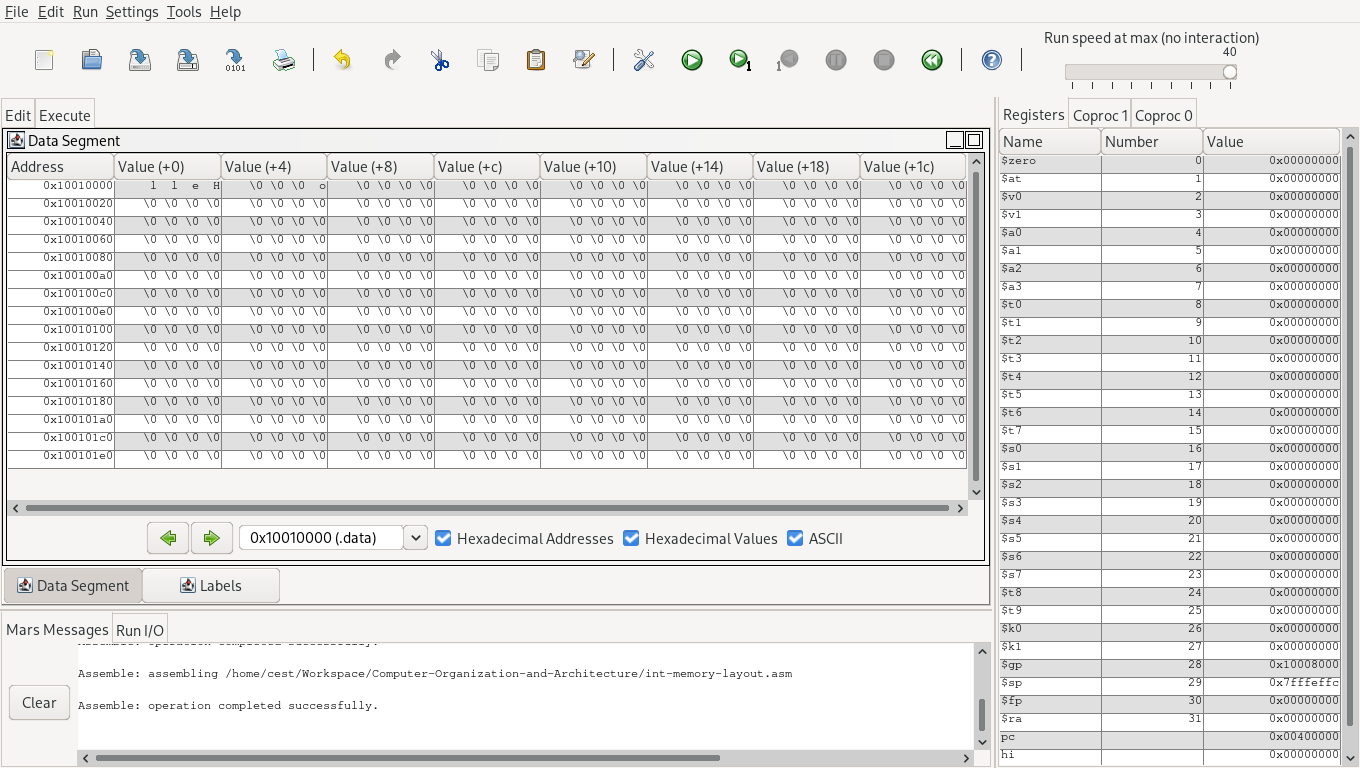 File Edit Run Settings Tools Help
Run speed at max (no interaction)
40
0101
1
1
Edit Execute
Registers Coproc 1 Coproc 0
Data Segment
Address Value (+0) Value (+4) Value (+8) Value (+c) Value (+10) Value (+14) Value (+18) Value (+1c)
0x10010000 l l e H \0 \0 \0 o \0 \0 \0 \0 \0 \0 \0 \0 \0 \0 \0 \0 \0 \0 \0 \0 \0 \0 \0 \0 \0 \0 \0 \0
0x10010020 \0 \0 \0 \0 \0 \0 \0 \0 \0 \0 \0 \0 \0 \0 \0 \0 \0 \0 \0 \0 \0 \0 \0 \0 \0 \0 \0 \0 \0 \0 \0 \0
0x10010040 \0 \0 \0 \0 \0 \0 \0 \0 \0 \0 \0 \0 \0 \0 \0 \0 \0 \0 \0 \0 \0 \0 \0 \0 \0 \0 \0 \0 \0 \0 \0 \0
0x10010060 \0 \0 \0 \0 \0 \0 \0 \0 \0 \0 \0 \0 \0 \0 \0 \0 \0 \0 \0 \0 \0 \0 \0 \0 \0 \0 \0 \0 \0 \0 \0 \0
0x10010080 \0 \0 \0 \0 \0 \0 \0 \0 \0 \0 \0 \0 \0 \0 \0 \0 \0 \0 \0 \0 \0 \0 \0 \0 \0 \0 \0 \0 \0 \0 \0 \0
0x100100a0 \0 \0 \0 \0 \0 \0 \0 \0 \0 \0 \0 \0 \0 \0 \0 \0 \0 \0 \0 \0 \0 \0 \0 \0 \0 \0 \0 \0 \0 \0 \0 \0
0x100100c0 \0 \0 \0 \0 \0 \0 \0 \0 \0 \0 \0 \0 \0 \0 \0 \0 \0 \0 \0 \0 \0 \0 \0 \0 \0 \0 \0 \0 \0 \0 \0 \0
0x100100e0 \0 \0 \0 \0 \0 \0 \0 \0 \0 \0 \0 \0 \0 \0 \0 \0 \0 \0 \0 \0 \0 \0 \0 \0 \0 \0 \0 \0 \0 \0 \0 \0
0x10010100 \0 \0 \0 \0 \0 \0 \0 \0 \0 \0 \0 \0 \0 \0 \0 \0 \0 \0 \0 \0 \0 \0 \0 \0 \0 \0 \0 \0 \0 \0 \0 \0
0x10010120 \0 \0 \0 \0 \0 \0 \0 \0 \0 \0 \0 \0 \0 \0 \0 \0 \0 \0 \0 \0 \0 \0 \0 \0 \0 \0 \0 \0 \0 \0 \0 \0
0x10010140 \0 \0 \0 \0 \0 \0 \0 \0 \0 \0 \0 \0 \0 \0 \0 \0 \0 \0 \0 \0 \0 \0 \0 \0 \0 \0 \0 \0 \0 \0 \0 \0
0x10010160 \0 \0 \0 \0 \0 \0 \0 \0 \0 \0 \0 \0 \0 \0 \0 \0 \0 \0 \0 \0 \0 \0 \0 \0 \0 \0 \0 \0 \0 \0 \0 \0
0x10010180 \0 \0 \0 \0 \0 \0 \0 \0 \0 \0 \0 \0 \0 \0 \0 \0 \0 \0 \0 \0 \0 \0 \0 \0 \0 \0 \0 \0 \0 \0 \0 \0
0x100101a0 \0 \0 \0 \0 \0 \0 \0 \0 \0 \0 \0 \0 \0 \0 \0 \0 \0 \0 \0 \0 \0 \0 \0 \0 \0 \0 \0 \0 \0 \0 \0 \0
0x100101c0 \0 \0 \0 \0 \0 \0 \0 \0 \0 \0 \0 \0 \0 \0 \0 \0 \0 \0 \0 \0 \0 \0 \0 \0 \0 \0 \0 \0 \0 \0 \0 \0
0x100101e0 \0 \0 \0 \0 \0 \0 \0 \0 \0 \0 \0 \0 \0 \0 \0 \0 \0 \0 \0 \0 \0 \0 \0 \0 \0 \0 \0 \0 \0 \0 \0 \0
0x10010000 (.data) Hexadecimal Addresses Hexadecimal Values ASCII
Data Segment Labels
Mars Messages Run I/O
Clear
Assemble: operation completed successfully.
Assemble: assembling /home/cest/Workspace/Computer-Organization-and-Architecture/int-memory-layout.asm
Assemble: operation completed successfully.
Name Number Value
$zero 0 0x00000000
$at 1 0x00000000
$v0 2 0x00000000
$v1 3 0x00000000
$a0 4 0x00000000
$a1 5 0x00000000
$a2 6 0x00000000
$a3 7 0x00000000
$t0 8 0x00000000
$t1 9 0x00000000
$t2 10 0x00000000
$t3 11 0x00000000
$t4 12 0x00000000
$t5 13 0x00000000
$t6 14 0x00000000
$t7 15 0x00000000
$s0 16 0x00000000
$s1 17 0x00000000
$s2 18 0x00000000
$s3 19 0x00000000
$s4 20 0x00000000
$s5 21 0x00000000
$s6 22 0x00000000
$s7 23 0x00000000
$t8 24 0x00000000
$t9 25 0x00000000
$k0 26 0x00000000
$k1 27 0x00000000
$gp 28 0x10008000
$sp 29 0x7fffeffc
$fp 30 0x00000000
$ra 31 0x00000000
pc 0x00400000
hi 0x00000000